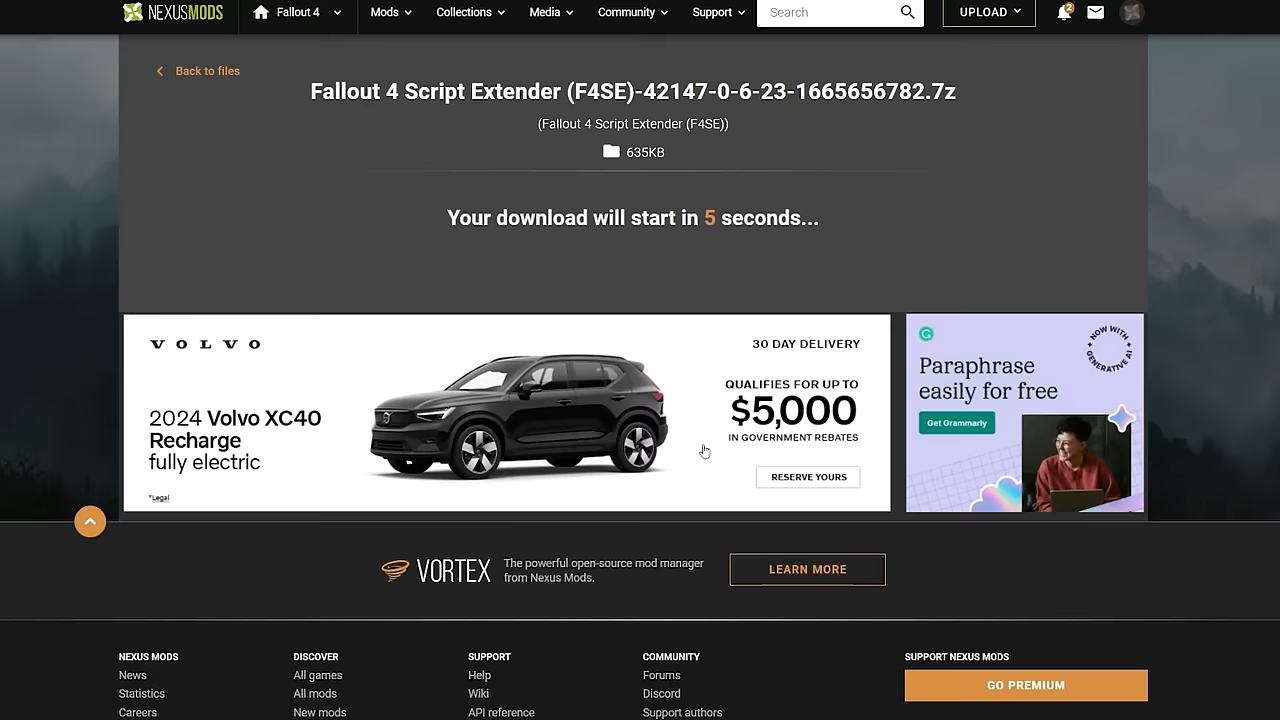 NEXUSMODS
Fallout 4
Mods
Collections
Media
Community
Support
Search
UPLOAD
2
Back to files
Fallout 4 Script Extender (F4SE)-42147-0-6-23-1665656782.7z
(Fallout 4 Script Extender (F4SE))
635KB
Your download will start in 5 seconds...
VOLVO
2024 Volvo XC40
Recharge
fully electric
*Legal
30 DAY DELIVERY
QUALIFIES FOR UP TO
$5,000
IN GOVERNMENT REBATES
RESERVE YOURS
NOW WITH GENERATIVE AI
Paraphrase
easily for free
Get Grammarly
VORTEX
The powerful open-source mod manager
from Nexus Mods.
LEARN MORE
NEXUS MODS
News
Statistics
Careers
DISCOVER
All games
All mods
New mods
SUPPORT
Help
Wiki
API reference
COMMUNITY
Forums
Discord
Support authors
SUPPORT NEXUS MODS
GO PREMIUM